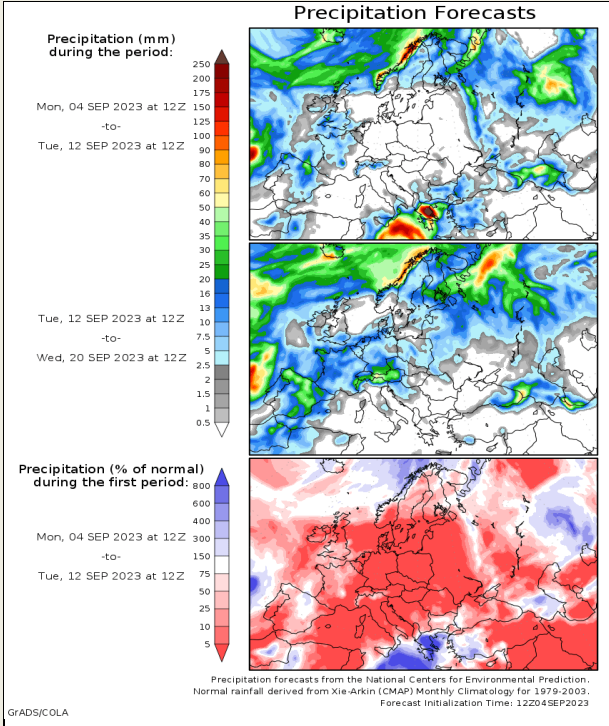 Precipitation Forecasts
Precipitation (mm)
during the period:
Mon, 04 SEP 2023 at 12Z
-to-
Tue, 12 SEP 2023 at 12Z
250
200
175
150
125
100
90
80
70
60
50
40
35
30
25
20
16
13
10
7.5
5
2.5
2
1.5
1
0.5
Tue, 12 SEP 2023 at 12Z
-to-
Wed, 20 SEP 2023 at 12Z
Precipitation (% of normal)
during the first period:
Mon, 04 SEP 2023 at 12Z
-to-
Tue, 12 SEP 2023 at 12Z
800
600
400
300
150
75
50
25
10
5
Precipitation forecasts from the National Centers for Environmental Prediction.
Normal rainfall derived from Xie-Arkin (CMAP) Monthly Climatology for 1979-2003.
Forecast Initialization Time: 12Z04SEP2023
GrADS/COLA